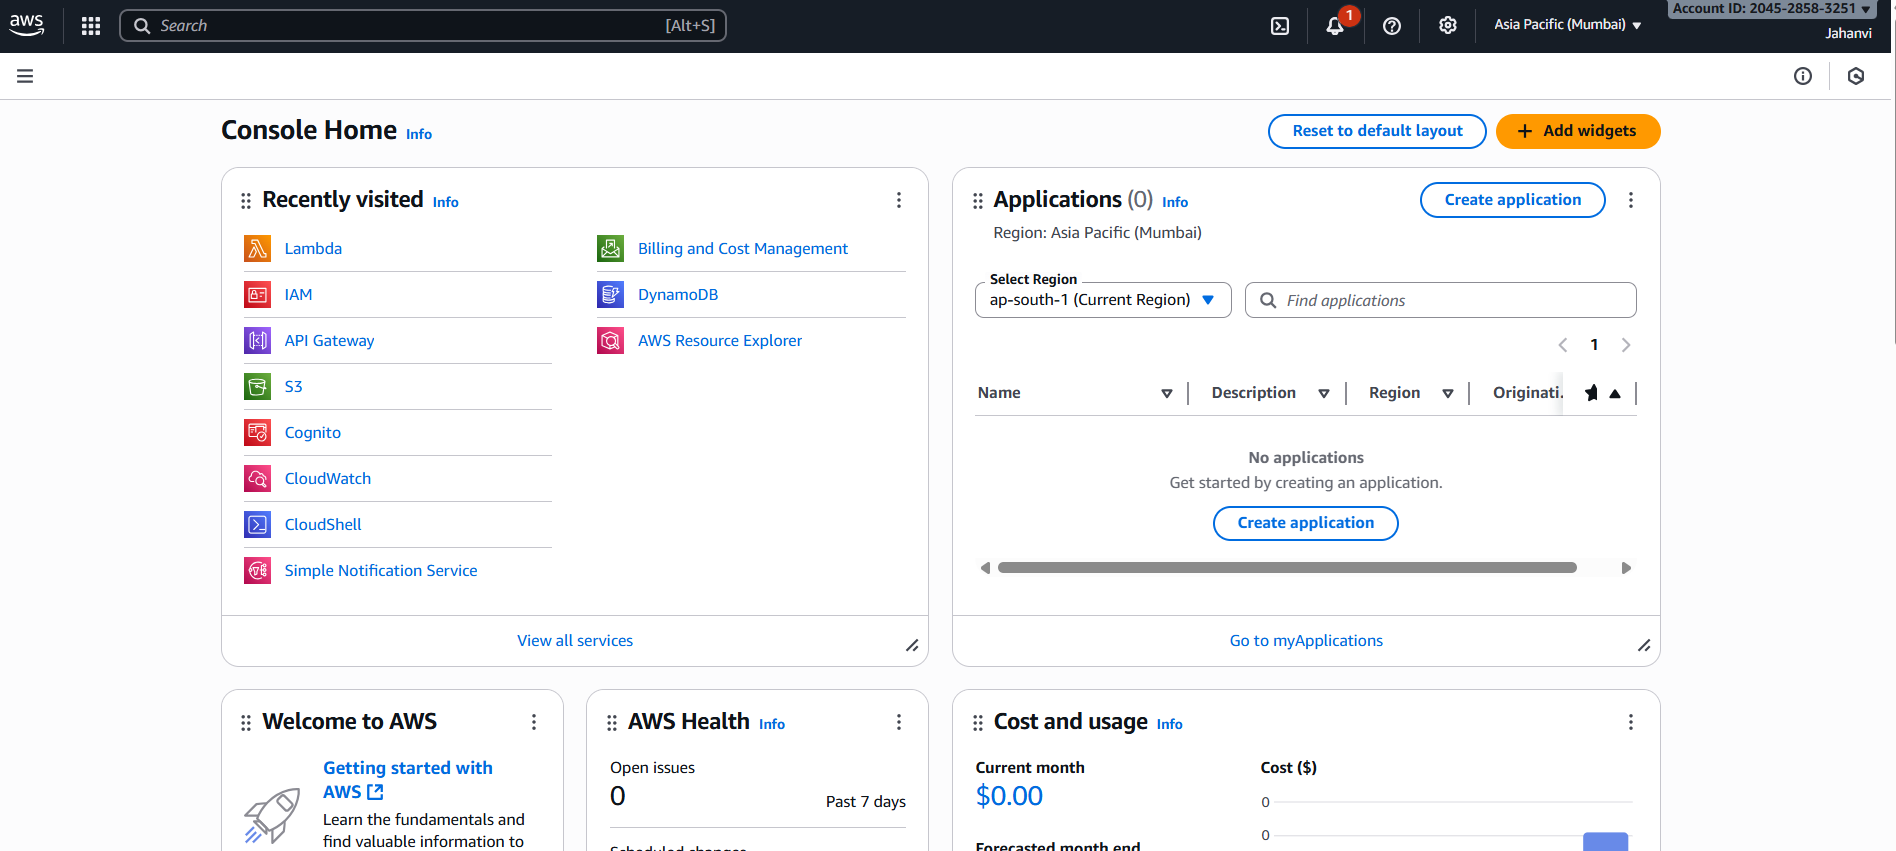 aws
Search
[Alt+S]
1
Asia Pacific (Mumbai)
Account ID: 2045-2858-3251
Jahanvi
Console Home Info
Reset to default layout
Add widgets
Recently visited Info
Lambda
IAM
API Gateway
S3
Cognito
CloudWatch
CloudShell
Simple Notification Service
Billing and Cost Management
DynamoDB
AWS Resource Explorer
View all services
Applications (0) Info
Create application
Region: Asia Pacific (Mumbai)
Select Region
ap-south-1 (Current Region)
Find applications
1
Name
Description
Region
Originati.
No applications
Get started by creating an application.
Create application
Go to myApplications
Welcome to AWS
Getting started with
AWS
Learn the fundamentals and
find valuable information to
AWS Health Info
Open issues
0
Past 7 days
Scheduled changes
Cost and usage Info
Current month
$0.00
Forecasted month end
Cost ($)
0
0